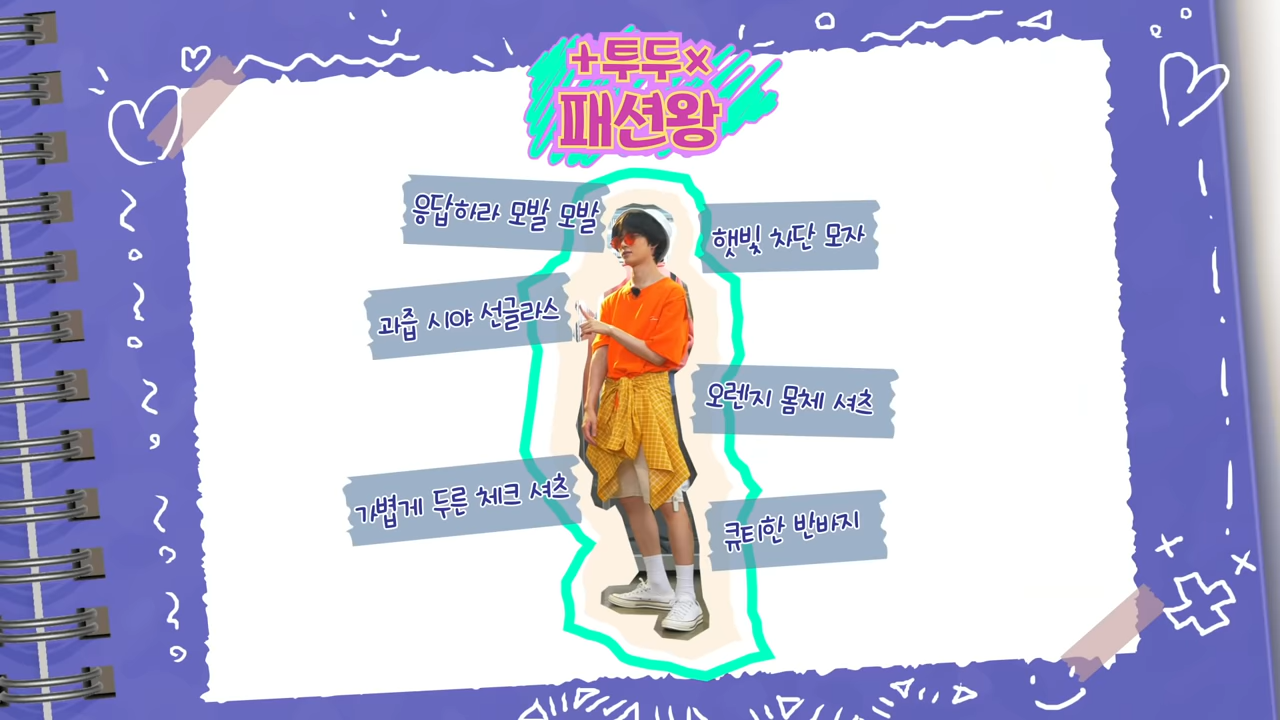 +투두x
패션왕
응답하라 모발 모발
햇빛 차단 모자
과즙 시야 선글라스
오렌지 몸체 셔츠
가볍게 두른 체크 셔츠
큐티한 반바지